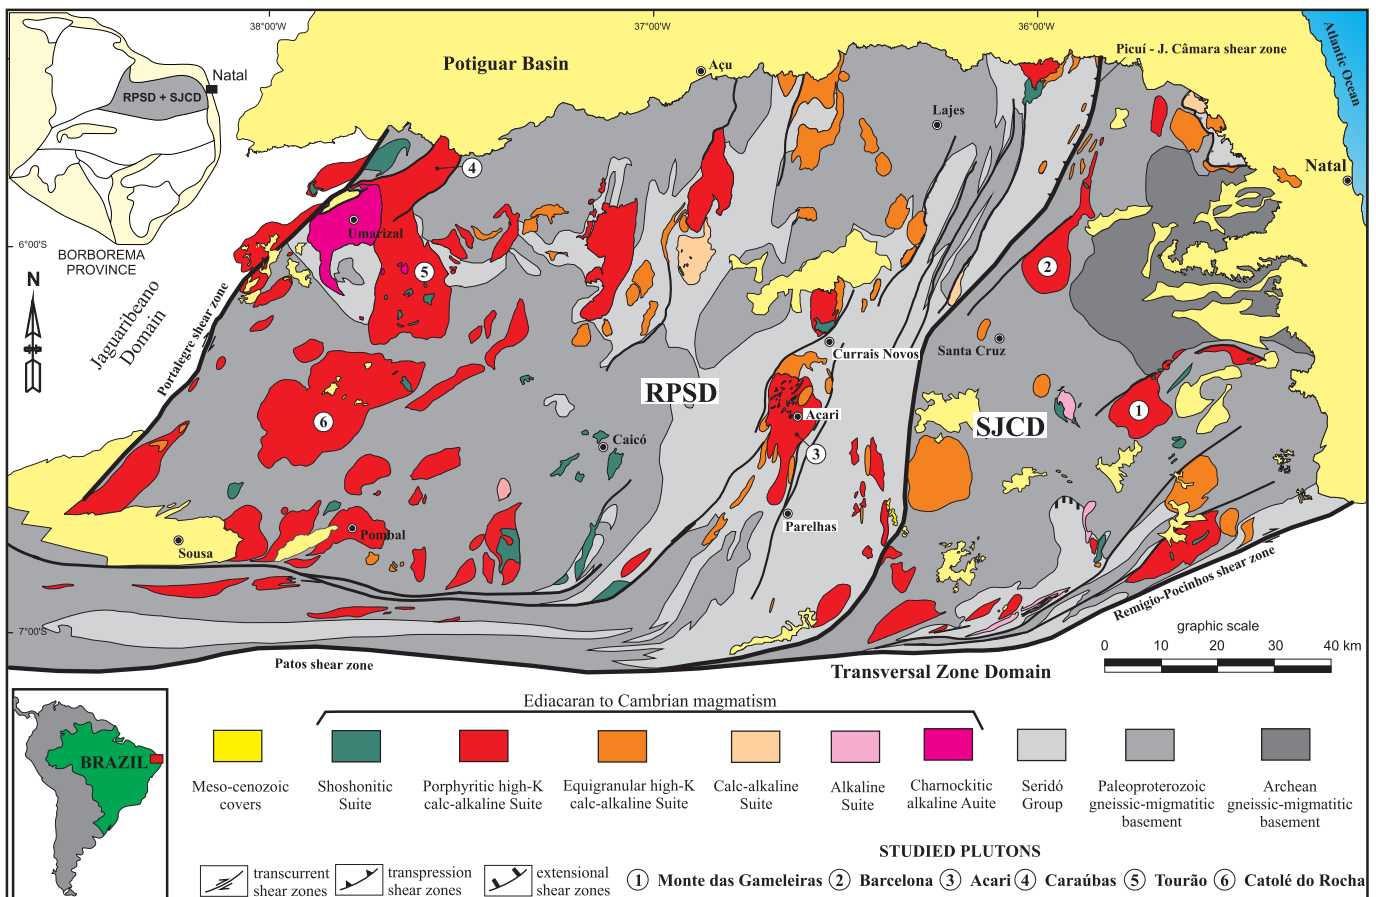 38°00'W
37°00'W
36°00'W
Potiguar Basin
Açu
Picuí - J. Câmara shear zone
Atlantic Ocean
Natal
RPSD + SJCD
Lajes
4
Natal
Umarizal
6°00'S
BORBOREMA
PROVINCE
5
2
N
Jaguaribeano
Domain
Portalegre shear zone
Currais Novos
Santa Cruz
RPSD
6
Acari
1
SJCD
Caicó
3
Parelhas
Pombal
Sousa
Remígio-Pocinhos shear zone
7°00'S
graphic scale
0 10 20 30 40 km
Patos shear zone
Transversal Zone Domain
Ediacaran to Cambrian magmatism
BRAZIL
Meso-cenozoic
covers
Shoshonitic
Suite
Porphyritic high-K
calc-alkaline Suite
Equigranular high-K
calc-alkaline Suite
Calc-alkaline
Suite
Alkaline
Suite
Charnockitic
alkaline Auite
Seridó
Group
Paleoproterozoic
gneissic-migmatitic
basement
Archean
gneissic-migmatitic
basement
STUDIED PLUTONS
transcurrent
shear zones
transpression
shear zones
extensional
shear zones
1 Monte das Gameleiras 2 Barcelona 3 Acari 4 Caraúbas 5 Tourão 6 Catolé do Rocha